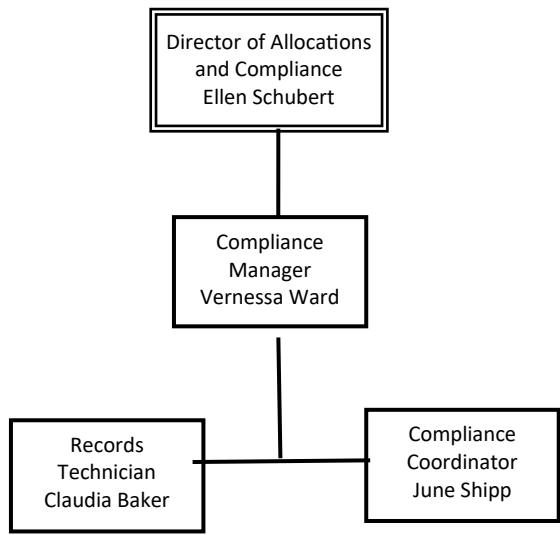 Director of Allocations
and Compliance
Ellen Schubert
Compliance
Manager
Vernessa Ward
Records
Technician
Claudia Baker
Compliance
Coordinator
June Shipp